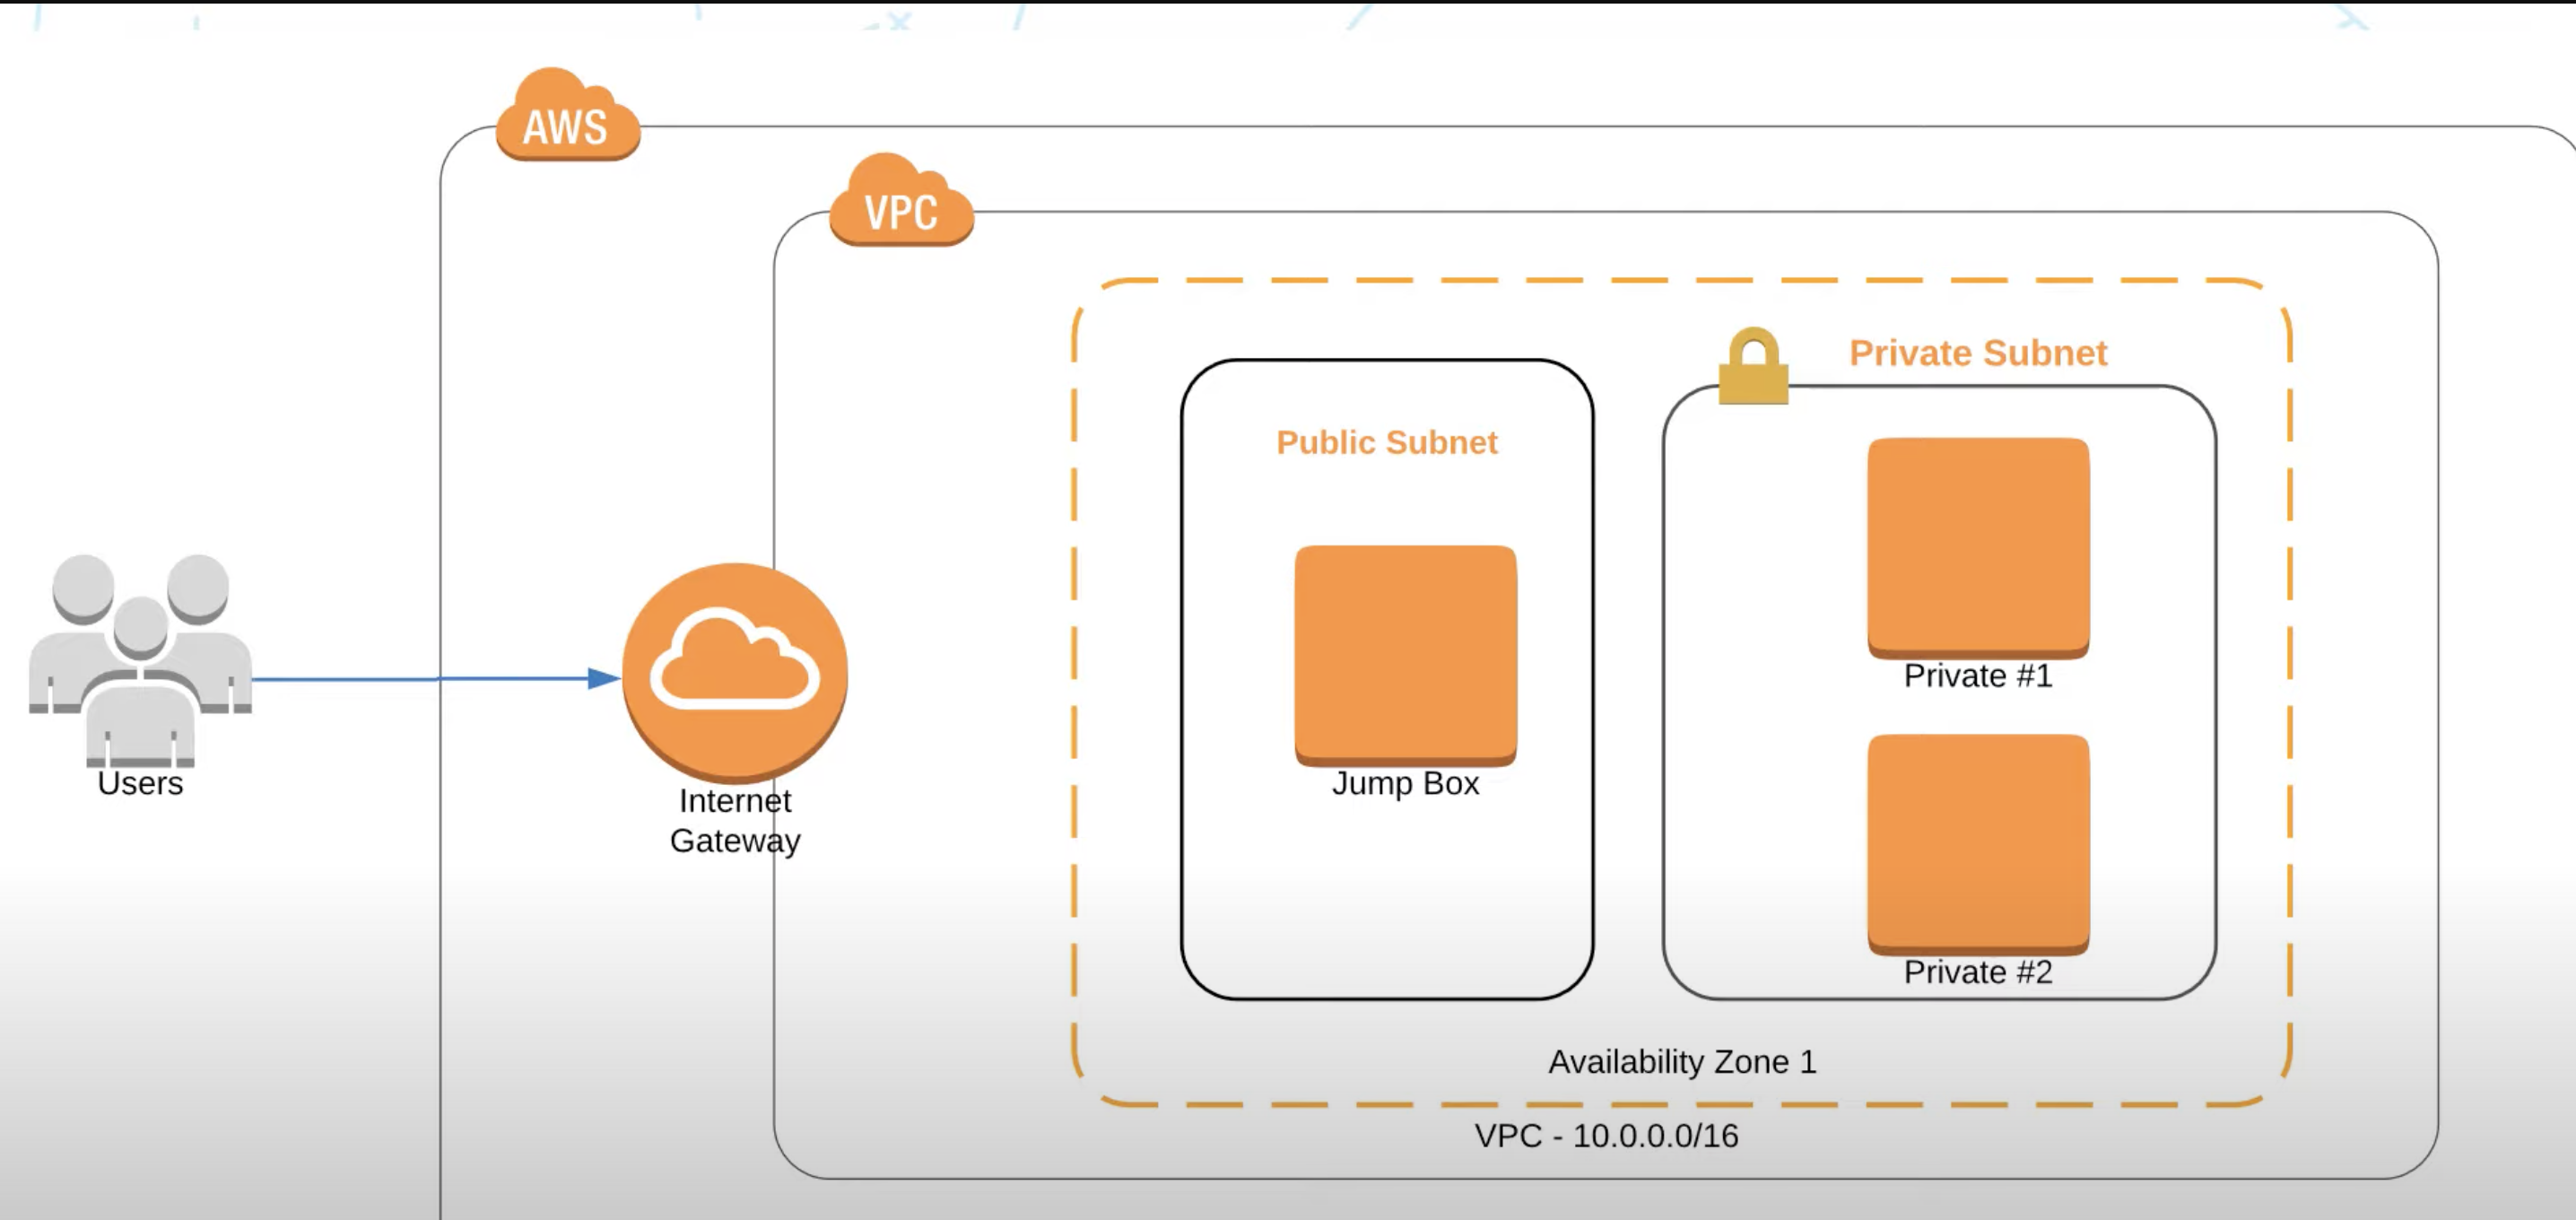 AWS
VPC
Private Subnet
Public Subnet
Private #1
Users
Jump Box
Internet
Gateway
Private #2
Availability Zone 1
VPC - 10.0.0.0/16